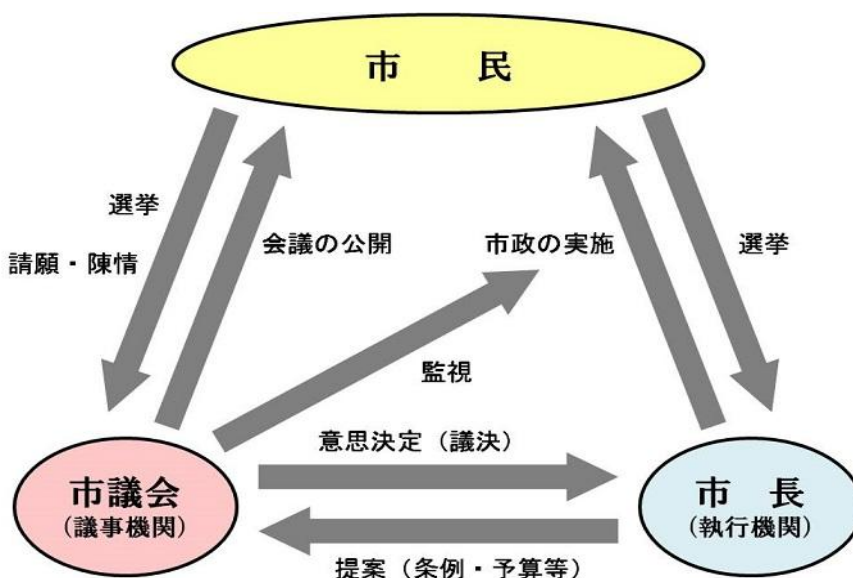 市　民
選挙
請願・陳情
会議の公開
市政の実施
選挙
監視
意思決定（議決）
市議会
（議事機関）
市　長
（執行機関）
提案（条例・予算等）